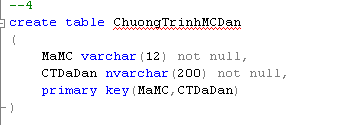 --4
create table ChuongTrinhMCDan
(
MaMC varchar(12) not null,
CTDaDan nvarchar(200) not null,
primary key(MaMC,CTDaDan)
)